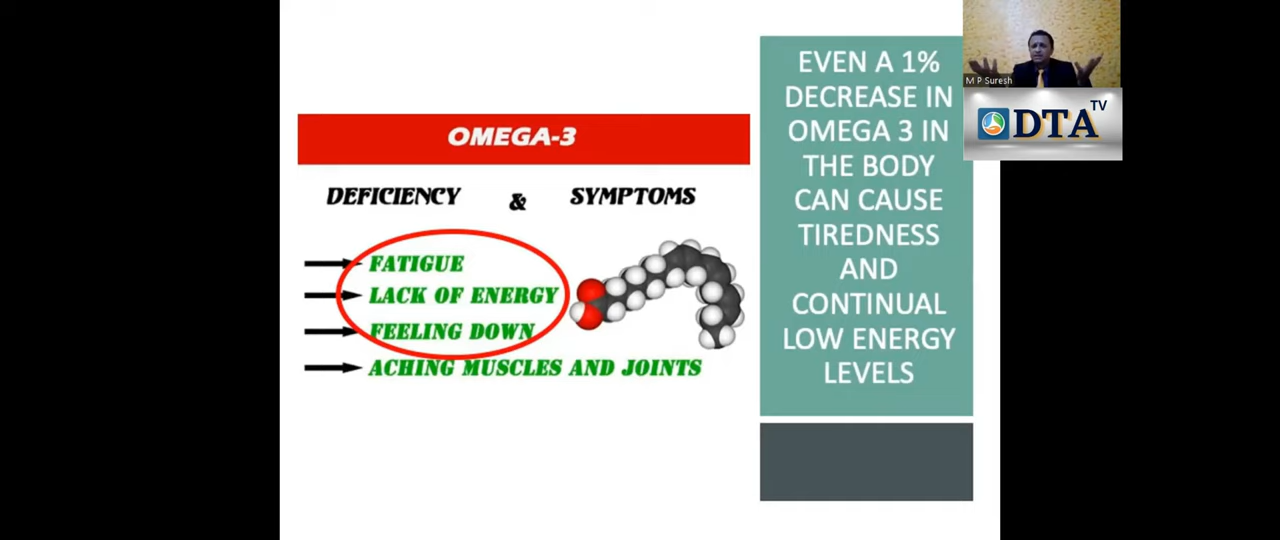 OMEGA-3
DEFICIENCY & SYMPTOMS
FATIGUE
LACK OF ENERGY
FEELING DOWN
ACHING MUSCLES AND JOINTS
EVEN A 1%
DECREASE IN
OMEGA 3 IN
THE BODY
CAN CAUSE
TIREDNESS
AND
CONTINUAL
LOW ENERGY
LEVELS
M P Suresh
DTA TV